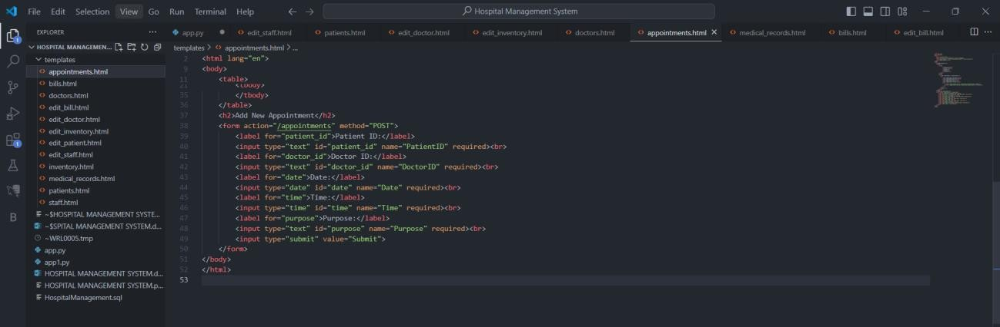 File Edit Selection View Go Run Terminal Help Hospital Management System
EXPLORER ...
app.py edit_staff.html patients.html edit_doctor.html edit_inventory.html doctors.html appointments.html medical_records.html bills.html edit_bill.html ...
HOSPITAL MANAGEMEN...
templates
appointments.html
bills.html
doctors.html
edit_bill.html
edit_doctor.html
edit_inventory.html
edit_patient.html
edit_staff.html
inventory.html
medical_records.html
patients.html
staff.html
~$HOSPITAL MANAGEMENT SYSTE...
~$SPITAL MANAGEMENT SYSTEM.d...
~WRL0005.tmp
app.py
app1.py
HOSPITAL MANAGEMENT SYSTEM.d...
HOSPITAL MANAGEMENT SYSTEM.p...
HospitalManagement.sql
1
1
B
templates > appointments.html > ...
2 <html lang="en">
9 <body>
11 <table>
21 <tbody>
35 </tbody>
36 </table>
37 <h2>Add New Appointment</h2>
38 <form action="/appointments" method="POST">
39 <label for="patient_id">Patient ID:</label>
40 <input type="text" id="patient_id" name="PatientID" required><br>
41 <label for="doctor_id">Doctor ID:</label>
42 <input type="text" id="doctor_id" name="DoctorID" required><br>
43 <label for="date">Date:</label>
44 <input type="date" id="date" name="Date" required><br>
45 <label for="time">Time:</label>
46 <input type="time" id="time" name="Time" required><br>
47 <label for="purpose">Purpose:</label>
48 <input type="text" id="purpose" name="Purpose" required><br>
49 <input type="submit" value="Submit">
50 </form>
51 </body>
52 </html>
53